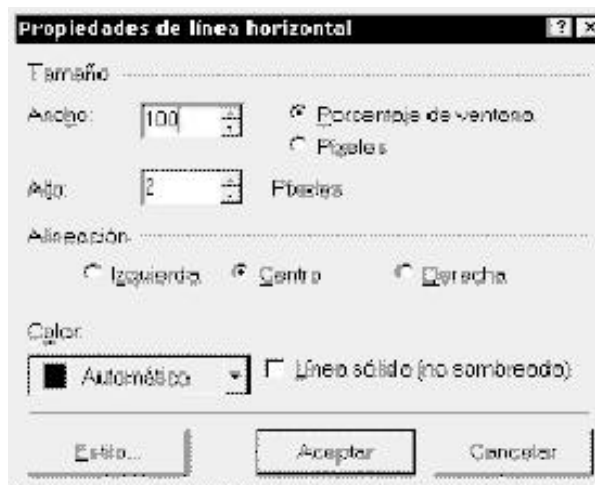 Propiedades de línea horizontal ? ×
Tamaño
Ancho: 100 Porcentaje de ventana
Píxeles
Alto: 2 Píxeles
Alineación
Izquierda Centro Derecha
Color:
Automático Línea sólida (no sombreada)
Estilo... Aceptar Cancelar